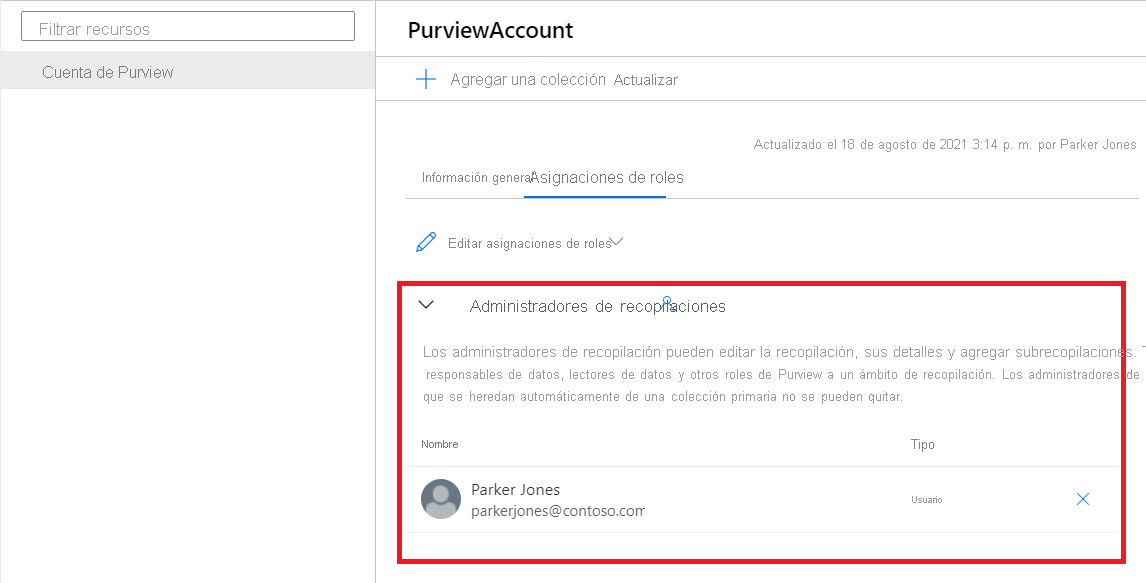 Filtrar recursos
Cuenta de Purview
PurviewAccount
Agregar una colección Actualizar
Actualizado el 18 de agosto de 2021 3:14 p. m. por Parker Jones
Información general Asignaciones de roles
Editar asignaciones de roles
Administradores de recopilaciones
Los administradores de recopilación pueden editar la recopilación, sus detalles y agregar subrecopilaciones.
responsables de datos, lectores de datos y otros roles de Purview a un ámbito de recopilación. Los administradores de
que se heredan automáticamente de una colección primaria no se pueden quitar.
Nombre Tipo
Parker Jones
parkerjones@contoso.com
Usuario